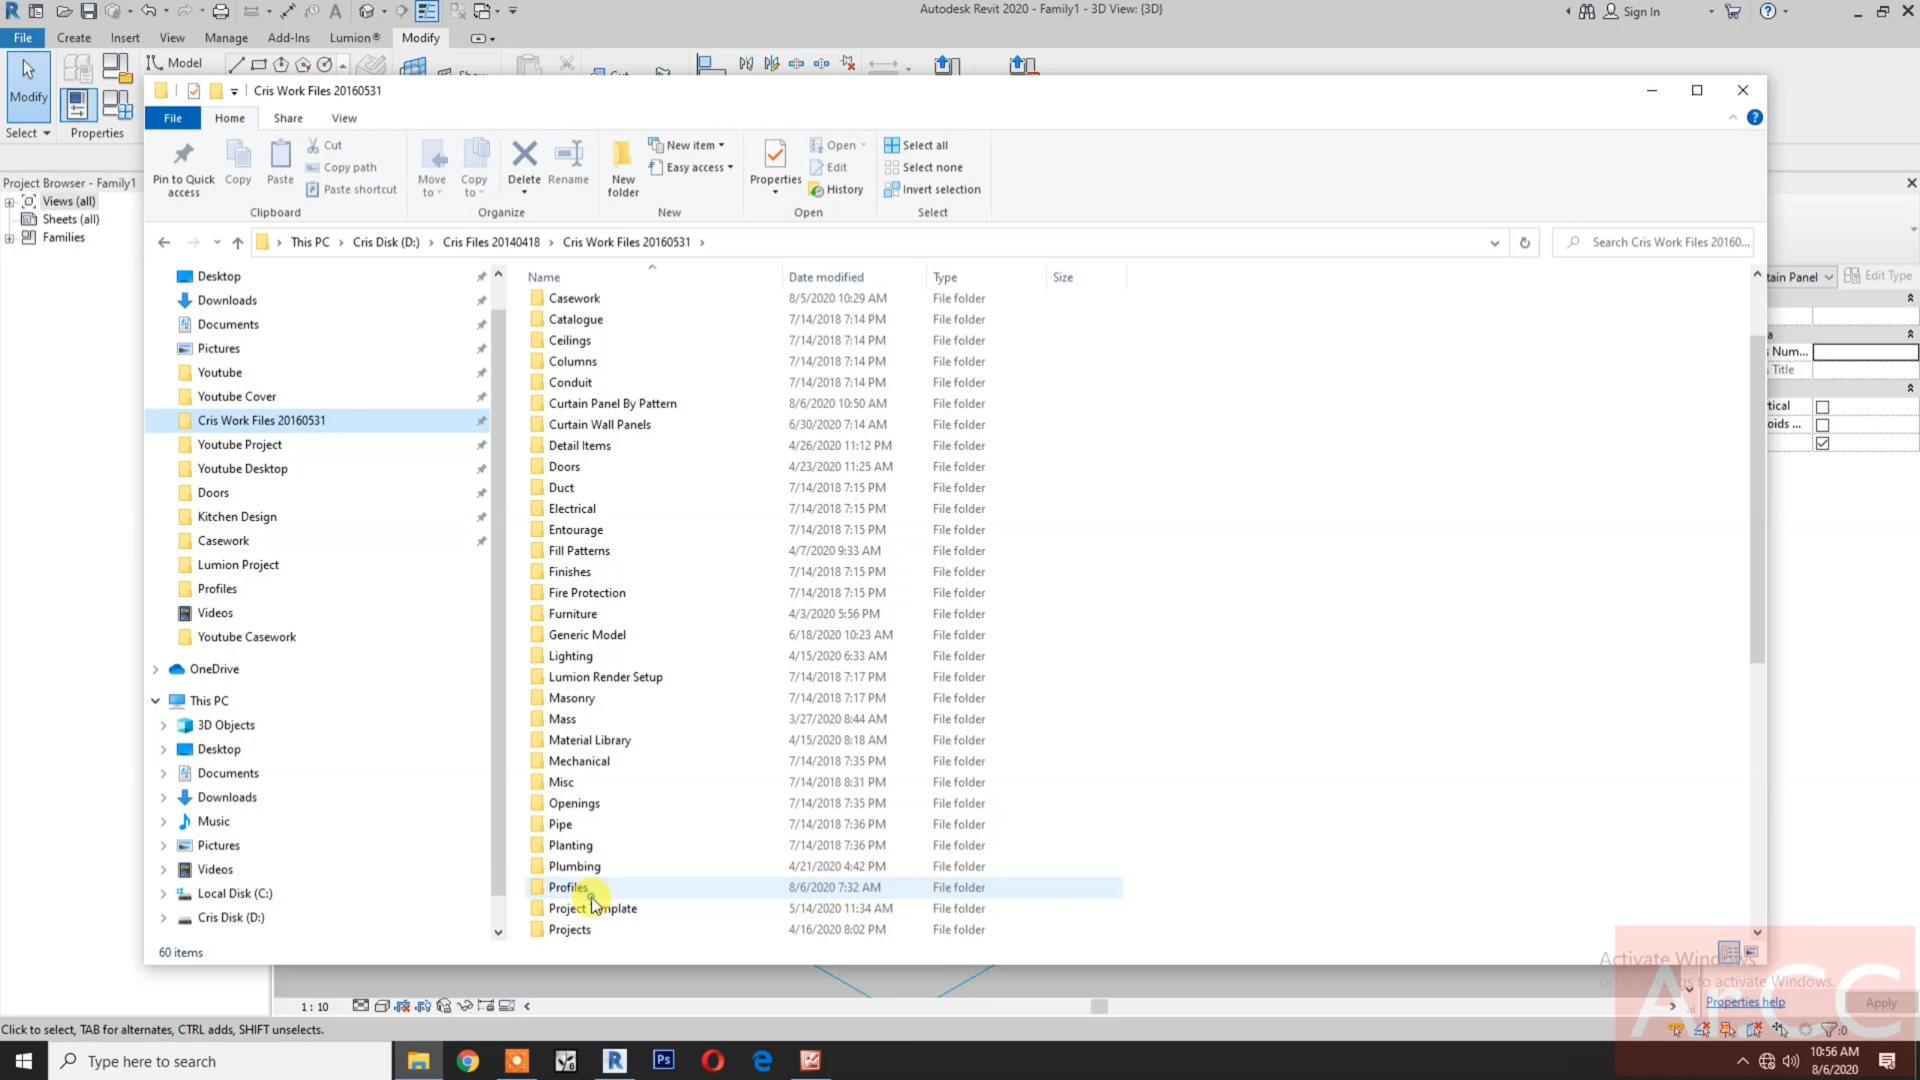 Autodesk Revit 2020 - Family1 - 3D View: {3D}
Sign In
File Create Insert View Manage Add-Ins Lumion® Modify
Modify
Select
Properties
Model
Show
Cut
Cris Work Files 20160531
File Home Share View
Pin to Quick access
Copy
Paste
Cut
Copy path
Paste shortcut
Clipboard
Move to
Copy to
Delete
Rename
Organize
New folder
New item
Easy access
New
Properties
Open
Edit
History
Open
Select all
Select none
Invert selection
Select
Project Browser - Family1
Views (all)
Sheets (all)
Families
This PC > Cris Disk (D:) > Cris Files 20140418 > Cris Work Files 20160531 >
Search Cris Work Files 20160...
Desktop
Downloads
Documents
Pictures
Youtube
Youtube Cover
Cris Work Files 20160531
Youtube Project
Youtube Desktop
Doors
Kitchen Design
Casework
Lumion Project
Profiles
Videos
Youtube Casework
OneDrive
This PC
3D Objects
Desktop
Documents
Downloads
Music
Pictures
Videos
Local Disk (C:)
Cris Disk (D:)
60 items
Name Date modified Type Size
Casework 8/5/2020 10:29 AM File folder
Catalogue 7/14/2018 7:14 PM File folder
Ceilings 7/14/2018 7:14 PM File folder
Columns 7/14/2018 7:14 PM File folder
Conduit 7/14/2018 7:14 PM File folder
Curtain Panel By Pattern 8/6/2020 10:50 AM File folder
Curtain Wall Panels 6/30/2020 7:14 AM File folder
Detail Items 4/26/2020 11:12 PM File folder
Doors 4/23/2020 11:25 AM File folder
Duct 7/14/2018 7:15 PM File folder
Electrical 7/14/2018 7:15 PM File folder
Entourage 7/14/2018 7:15 PM File folder
Fill Patterns 4/7/2020 9:33 AM File folder
Finishes 7/14/2018 7:15 PM File folder
Fire Protection 7/14/2018 7:15 PM File folder
Furniture 4/3/2020 5:56 PM File folder
Generic Model 6/18/2020 10:23 AM File folder
Lighting 4/15/2020 6:33 AM File folder
Lumion Render Setup 7/14/2018 7:17 PM File folder
Masonry 7/14/2018 7:17 PM File folder
Mass 3/27/2020 8:44 AM File folder
Material Library 4/15/2020 8:18 AM File folder
Mechanical 7/14/2018 7:35 PM File folder
Misc 7/14/2018 8:31 PM File folder
Openings 7/14/2018 7:35 PM File folder
Pipe 7/14/2018 7:36 PM File folder
Planting 7/14/2018 7:36 PM File folder
Plumbing 4/21/2020 4:42 PM File folder
Profiles 8/6/2020 7:32 AM File folder
Project Template 5/14/2020 11:34 AM File folder
Projects 4/16/2020 8:02 PM File folder
tain Panel Edit Type
a
Num...
Title
tical
oids ...
Activate Windows
Go to Settings to activate Windows.
ArCC
Properties help Apply
1 : 10
Click to select, TAB for alternates, CTRL adds, SHIFT unselects.
:0
Type here to search
Ps
10:56 AM
8/6/2020